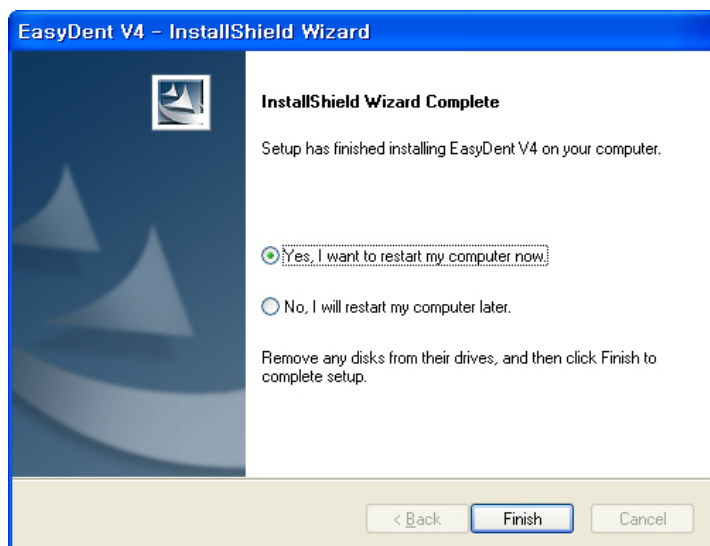 EasyDent V4 - InstallShield Wizard
InstallShield Wizard Complete
Setup has finished installing EasyDent V4 on your computer.
Yes, I want to restart my computer now.
No, I will restart my computer later.
Remove any disks from their drives, and then click Finish to
complete setup.
< Back
Finish
Cancel